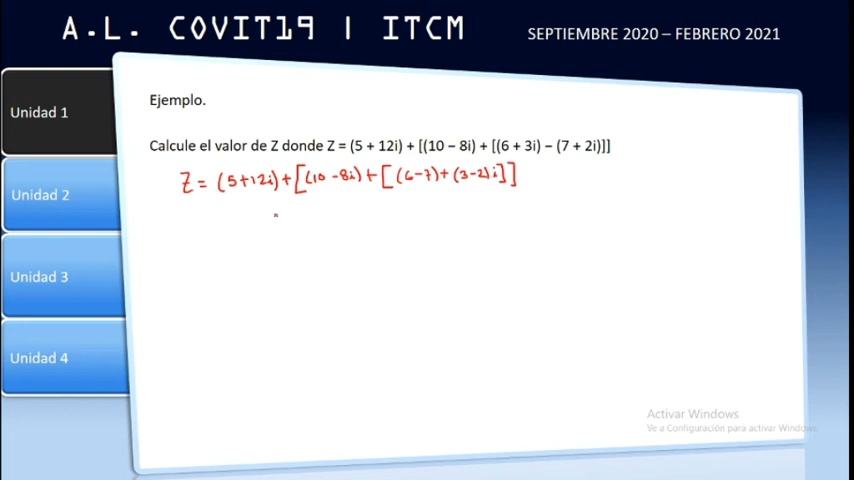 A.L. COVIT19 | ITCM
SEPTIEMBRE 2020 – FEBRERO 2021
Unidad 1
Unidad 2
Unidad 3
Unidad 4
Ejemplo.
Calcule el valor de Z donde Z = (5 + 12i) + [(10 – 8i) + [(6 + 3i) – (7 + 2i)]]
Z = (5+12i)+[(10-8i)+[(6-7)+(3-2)i]]
Activar Windows
Ve a Configuración para activar Windows.